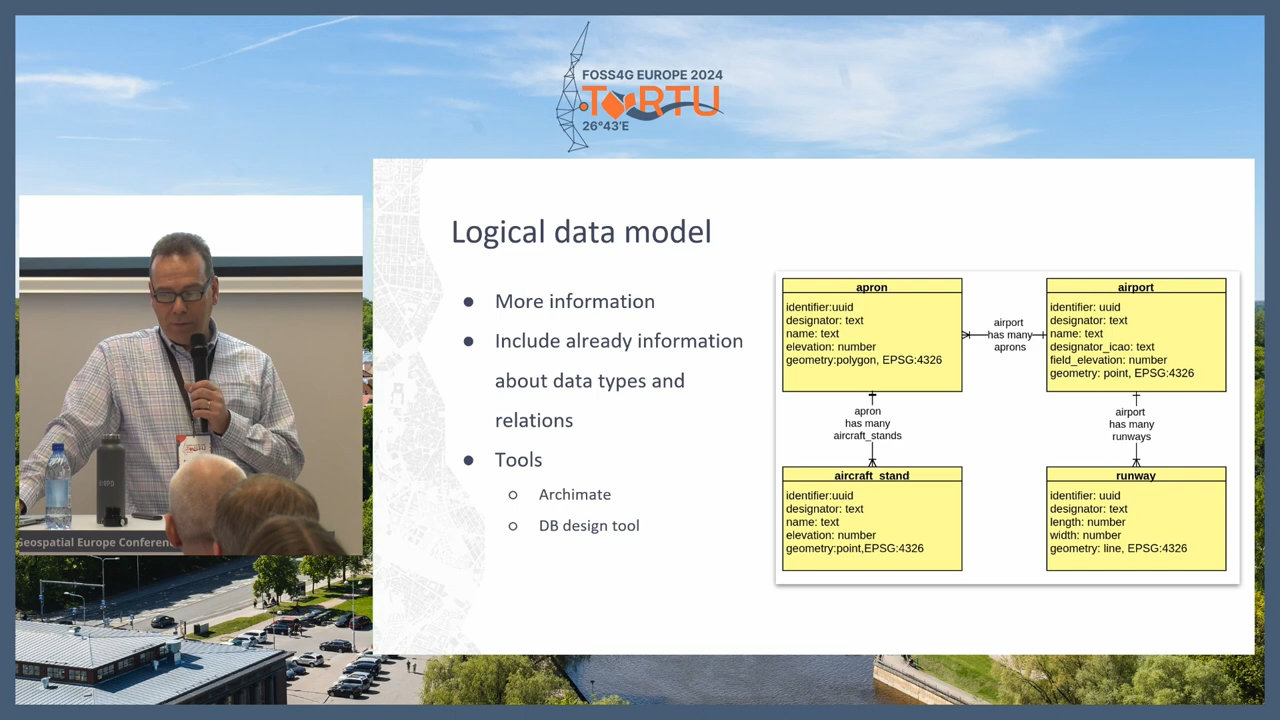 FOSS4G EUROPE 2024
TARTU
26°43'E
Logical data model
● More information
● Include already information
about data types and
relations
● Tools
○ Archimate
○ DB design tool
apron
identifier:uuid
designator: text
name: text
elevation: number
geometry:polygon, EPSG:4326
airport
has many
aprons
airport
identifier: uuid
designator: text
name: text
designator_icao: text
field_elevation: number
geometry: point, EPSG:4326
apron
has many
aircraft_stands
airport
has many
runways
aircraft_stand
identifier:uuid
designator: text
name: text
elevation: number
geometry:point,EPSG:4326
runway
identifier: uuid
designator: text
length: number
width: number
geometry: line, EPSG:4326
Geospatial Europe Conferen